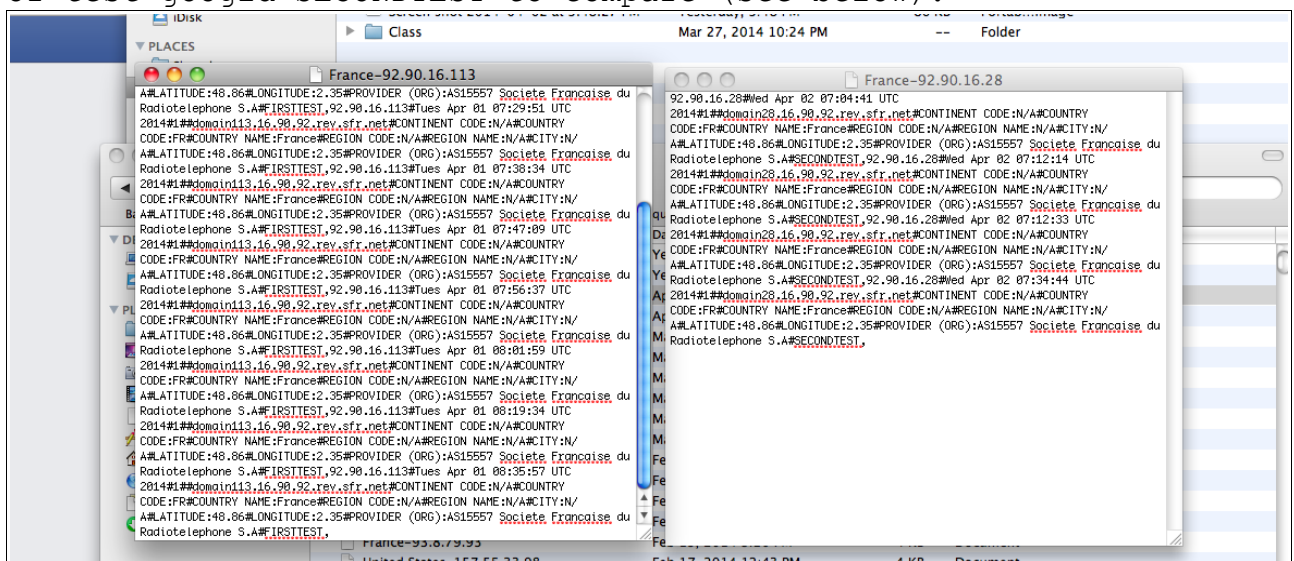 iDisk
PLACES
Class Mar 27, 2014 10:24 PM -- Folder
France-92.90.16.113
A#LATITUDE:48.86#LONGITUDE:2.35#PROVIDER (ORG):AS15557 Societe Francaise du
Radiotelephone S.A#FIRSTTEST,92.90.16.113#Tues Apr 01 07:29:51 UTC
2014#1##domain113.16.90.92.rev.sfr.net#CONTINENT CODE:N/A#COUNTRY
CODE:FR#COUNTRY NAME:France#REGION CODE:N/A#REGION NAME:N/A#CITY:N/
A#LATITUDE:48.86#LONGITUDE:2.35#PROVIDER (ORG):AS15557 Societe Francaise du
Radiotelephone S.A#FIRSTTEST,92.90.16.113#Tues Apr 01 07:38:34 UTC
2014#1##domain113.16.90.92.rev.sfr.net#CONTINENT CODE:N/A#COUNTRY
CODE:FR#COUNTRY NAME:France#REGION CODE:N/A#REGION NAME:N/A#CITY:N/
A#LATITUDE:48.86#LONGITUDE:2.35#PROVIDER (ORG):AS15557 Societe Francaise du
Radiotelephone S.A#FIRSTTEST,92.90.16.113#Tues Apr 01 07:47:09 UTC
2014#1##domain113.16.90.92.rev.sfr.net#CONTINENT CODE:N/A#COUNTRY
CODE:FR#COUNTRY NAME:France#REGION CODE:N/A#REGION NAME:N/A#CITY:N/
A#LATITUDE:48.86#LONGITUDE:2.35#PROVIDER (ORG):AS15557 Societe Francaise du
Radiotelephone S.A#FIRSTTEST,92.90.16.113#Tues Apr 01 07:56:37 UTC
2014#1##domain113.16.90.92.rev.sfr.net#CONTINENT CODE:N/A#COUNTRY
CODE:FR#COUNTRY NAME:France#REGION CODE:N/A#REGION NAME:N/A#CITY:N/
A#LATITUDE:48.86#LONGITUDE:2.35#PROVIDER (ORG):AS15557 Societe Francaise du
Radiotelephone S.A#FIRSTTEST,92.90.16.113#Tues Apr 01 08:01:59 UTC
2014#1##domain113.16.90.92.rev.sfr.net#CONTINENT CODE:N/A#COUNTRY
CODE:FR#COUNTRY NAME:France#REGION CODE:N/A#REGION NAME:N/A#CITY:N/
A#LATITUDE:48.86#LONGITUDE:2.35#PROVIDER (ORG):AS15557 Societe Francaise du
Radiotelephone S.A#FIRSTTEST,92.90.16.113#Tues Apr 01 08:19:34 UTC
2014#1##domain113.16.90.92.rev.sfr.net#CONTINENT CODE:N/A#COUNTRY
CODE:FR#COUNTRY NAME:France#REGION CODE:N/A#REGION NAME:N/A#CITY:N/
A#LATITUDE:48.86#LONGITUDE:2.35#PROVIDER (ORG):AS15557 Societe Francaise du
Radiotelephone S.A#FIRSTTEST,92.90.16.113#Tues Apr 01 08:35:57 UTC
2014#1##domain113.16.90.92.rev.sfr.net#CONTINENT CODE:N/A#COUNTRY
CODE:FR#COUNTRY NAME:France#REGION CODE:N/A#REGION NAME:N/A#CITY:N/
A#LATITUDE:48.86#LONGITUDE:2.35#PROVIDER (ORG):AS15557 Societe Francaise du
Radiotelephone S.A#FIRSTTEST,
France-92.90.16.28
92.90.16.28#Wed Apr 02 07:04:41 UTC
2014#1##domain28.16.90.92.rev.sfr.net#CONTINENT CODE:N/A#COUNTRY
CODE:FR#COUNTRY NAME:France#REGION CODE:N/A#REGION NAME:N/A#CITY:N/
A#LATITUDE:48.86#LONGITUDE:2.35#PROVIDER (ORG):AS15557 Societe Francaise du
Radiotelephone S.A#SECONDTEST,92.90.16.28#Wed Apr 02 07:12:14 UTC
2014#1##domain28.16.90.92.rev.sfr.net#CONTINENT CODE:N/A#COUNTRY
CODE:FR#COUNTRY NAME:France#REGION CODE:N/A#REGION NAME:N/A#CITY:N/
A#LATITUDE:48.86#LONGITUDE:2.35#PROVIDER (ORG):AS15557 Societe Francaise du
Radiotelephone S.A#SECONDTEST,92.90.16.28#Wed Apr 02 07:12:33 UTC
2014#1##domain28.16.90.92.rev.sfr.net#CONTINENT CODE:N/A#COUNTRY
CODE:FR#COUNTRY NAME:France#REGION CODE:N/A#REGION NAME:N/A#CITY:N/
A#LATITUDE:48.86#LONGITUDE:2.35#PROVIDER (ORG):AS15557 Societe Francaise du
Radiotelephone S.A#SECONDTEST,92.90.16.28#Wed Apr 02 07:34:44 UTC
2014#1##domain28.16.90.92.rev.sfr.net#CONTINENT CODE:N/A#COUNTRY
CODE:FR#COUNTRY NAME:France#REGION CODE:N/A#REGION NAME:N/A#CITY:N/
A#LATITUDE:48.86#LONGITUDE:2.35#PROVIDER (ORG):AS15557 Societe Francaise du
Radiotelephone S.A#SECONDTEST,
France-93.8.79.93